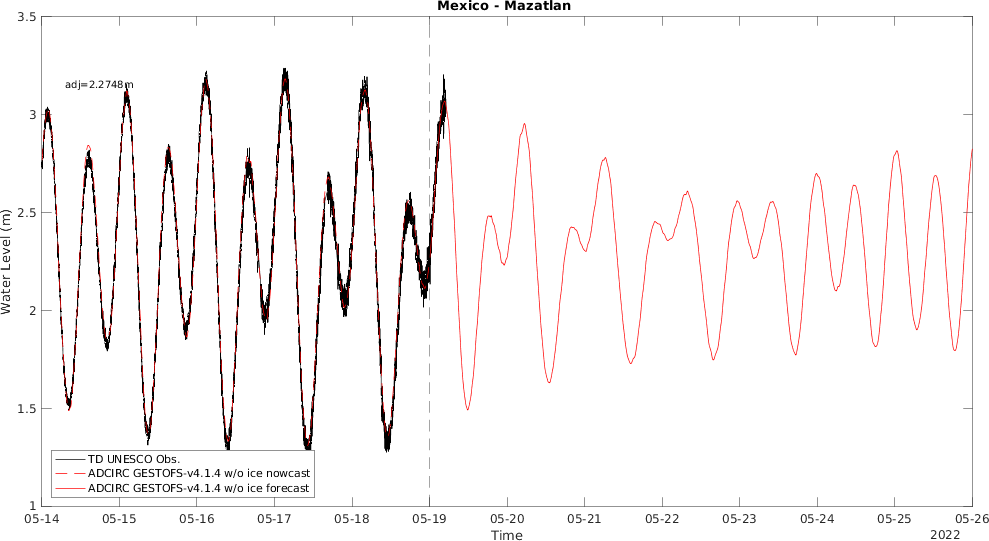 Mexico - Mazatlan
3.5
adj=2.2748m
3
2.5
Water Level (m)
2
1.5
TD UNESCO Obs.
ADCIRC GESTOFS-v4.1.4 w/o ice nowcast
ADCIRC GESTOFS-v4.1.4 w/o ice forecast
1
05-14 05-15 05-16 05-17 05-18 05-19 05-20 05-21 05-22 05-23 05-24 05-25 05-26
Time
2022